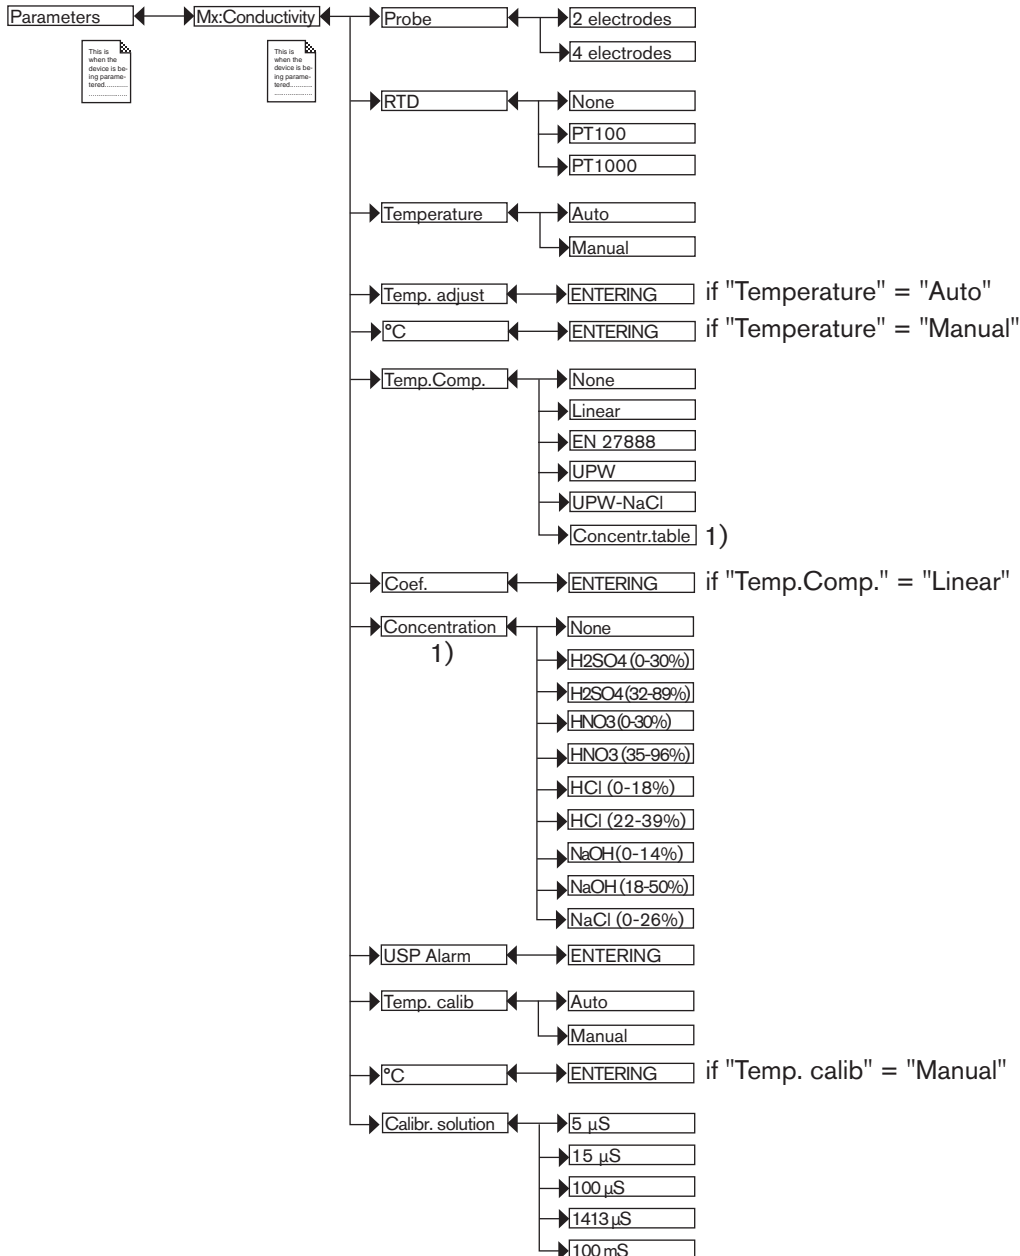 Parameters
Mx:Conductivity
This is
when the
device is be-
ing parame-
tered...........
...................
This is
when the
device is be-
ing parame-
tered...........
...................
Probe
2 electrodes
4 electrodes
RTD
None
PT100
PT1000
Temperature
Auto
Manual
Temp. adjust
ENTERING
if "Temperature" = "Auto"
°C
ENTERING
if "Temperature" = "Manual"
Temp.Comp.
None
Linear
EN 27888
UPW
UPW-NaCl
Concentr.table 1)
Coef.
ENTERING
if "Temp.Comp." = "Linear"
Concentration
1)
None
H2SO4 (0-30%)
H2SO4 (32-89%)
HNO3 (0-30%)
HNO3 (35-96%)
HCl (0-18%)
HCl (22-39%)
NaOH (0-14%)
NaOH (18-50%)
NaCl (0-26%)
USP Alarm
ENTERING
Temp. calib
Auto
Manual
°C
ENTERING
if "Temp. calib" = "Manual"
Calibr. solution
5 µS
15 µS
100 µS
1413 µS
100 mS